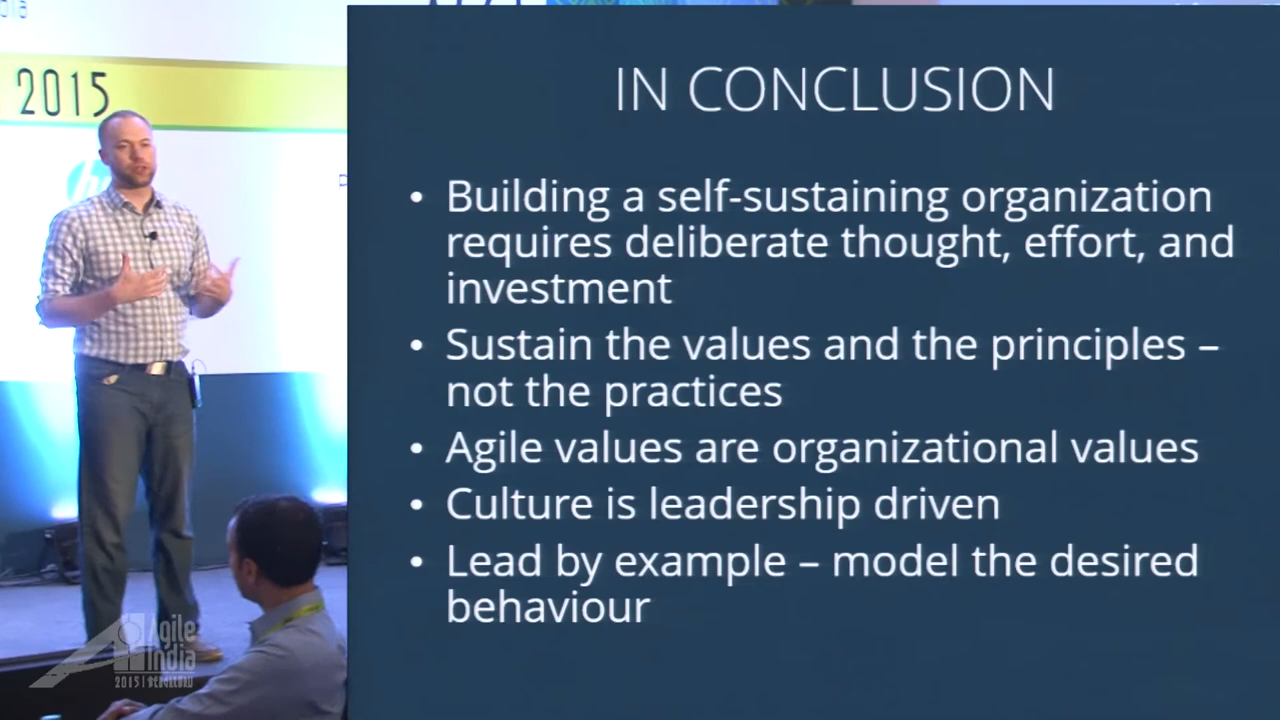 2015
hp
IN CONCLUSION
• Building a self-sustaining organization
requires deliberate thought, effort, and
investment
• Sustain the values and the principles –
not the practices
• Agile values are organizational values
• Culture is leadership driven
• Lead by example – model the desired
behaviour
Agile
India
2015 | BENGALURU